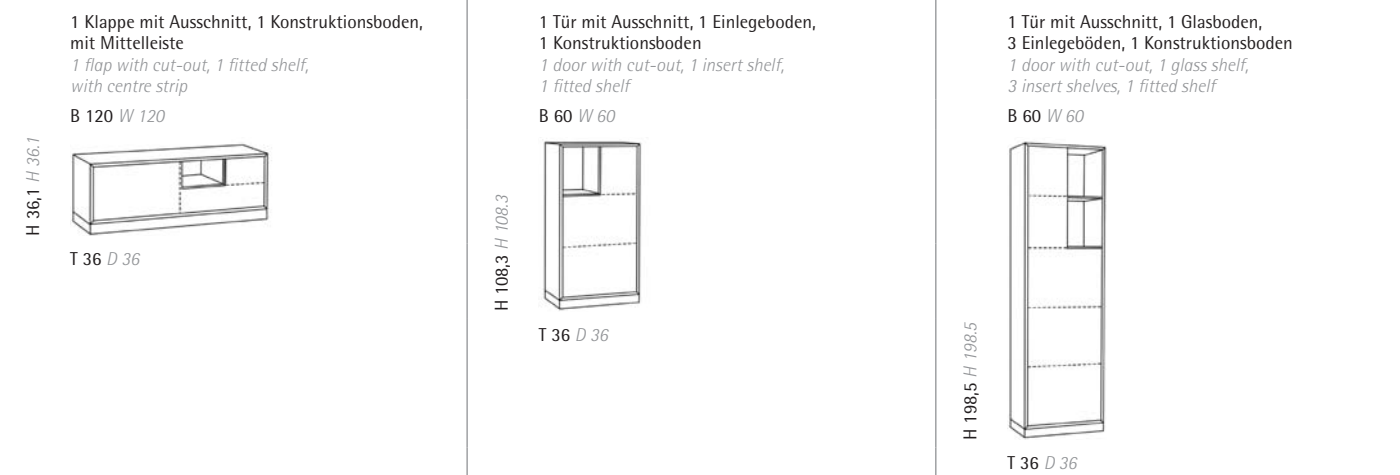 1 Klappe mit Ausschnitt, 1 Konstruktionsboden,
mit Mittelleiste
1 flap with cut-out, 1 fitted shelf,
with centre strip
B 120 W 120
H 36,1 H 36.1
T 36 D 36
1 Tür mit Ausschnitt, 1 Einlegeboden,
1 Konstruktionsboden
1 door with cut-out, 1 insert shelf,
1 fitted shelf
B 60 W 60
H 108,3 H 108.3
T 36 D 36
1 Tür mit Ausschnitt, 1 Glasboden,
3 Einlegeböden, 1 Konstruktionsboden
1 door with cut-out, 1 glass shelf,
3 insert shelves, 1 fitted shelf
B 60 W 60
H 198,5 H 198.5
T 36 D 36